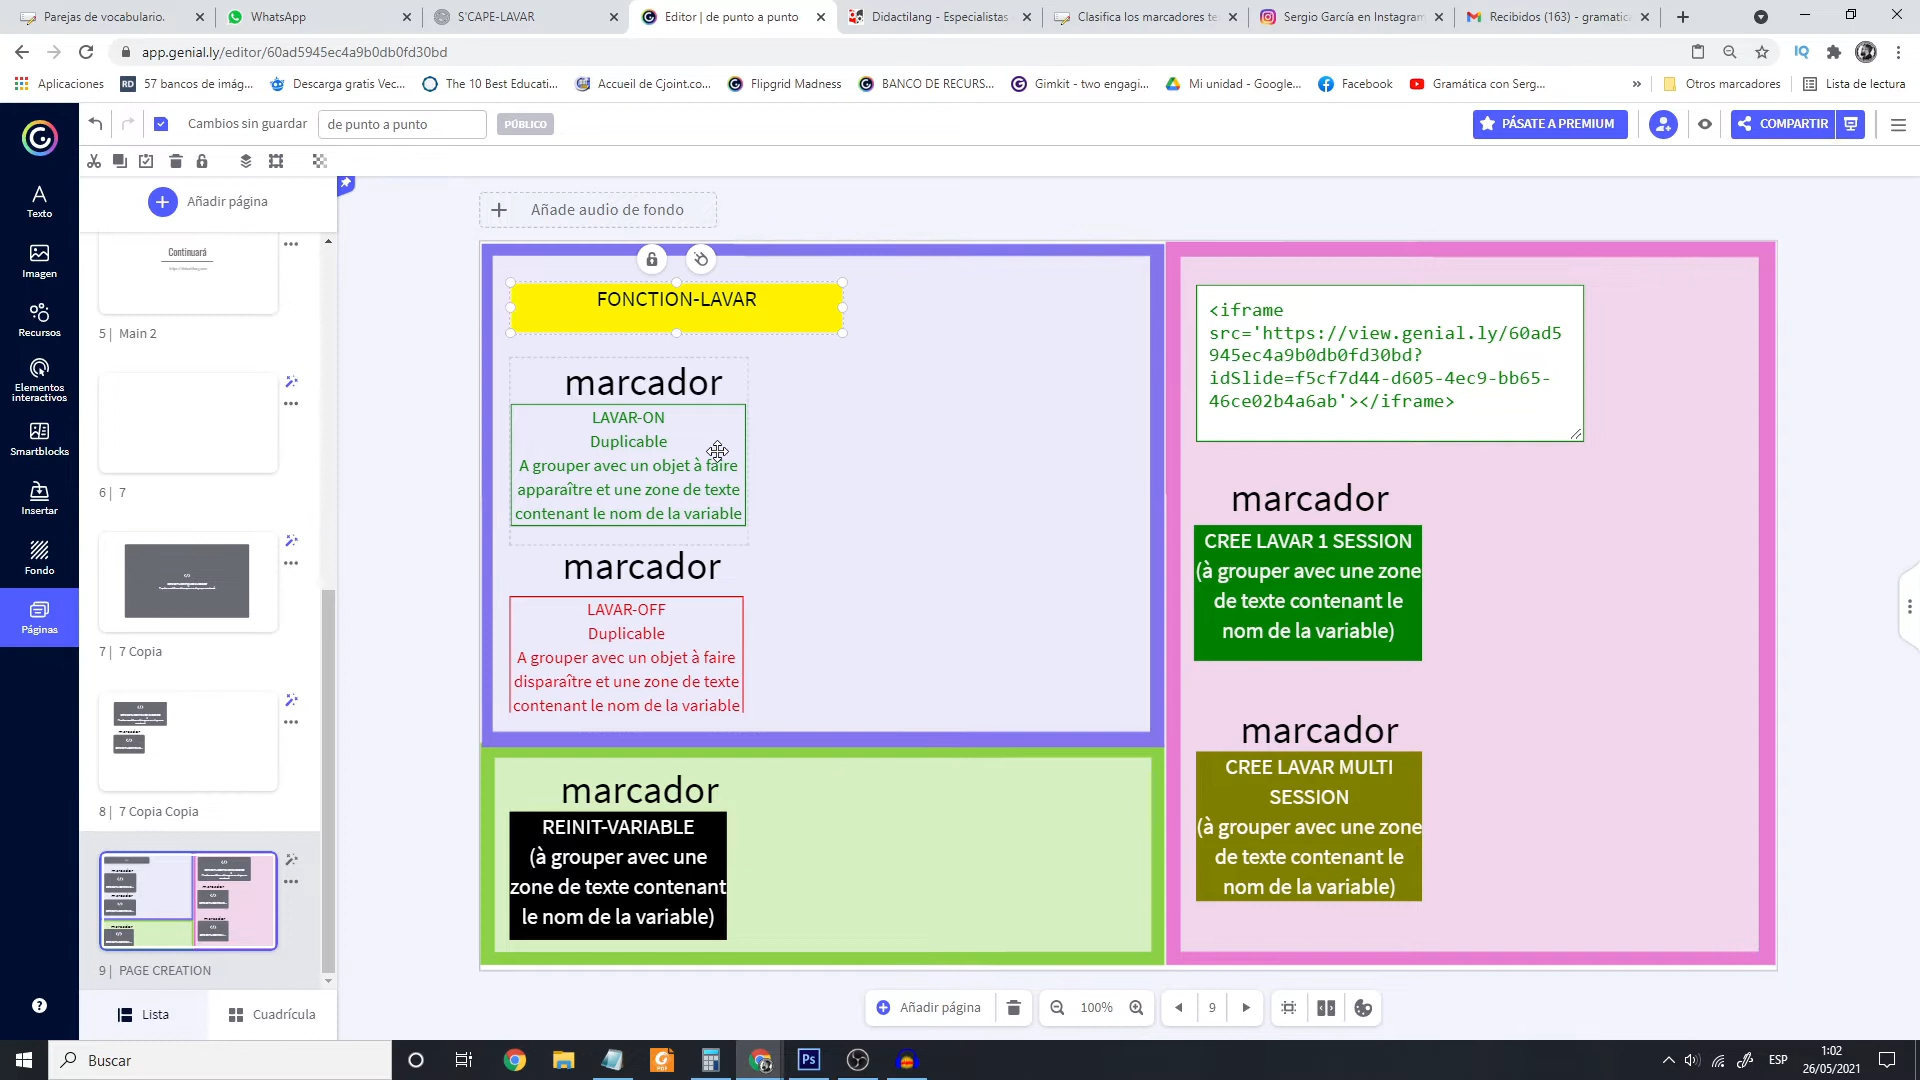 Parejas de vocabulario.
WhatsApp
S'CAPE-LAVAR
Editor | de punto a punto
Didactilang - Especialistas
Clasifica los marcadores te
Sergio García en Instagram
Recibidos (163) - gramatic
app.genial.ly/editor/60ad5945ec4a9b0db0fd30bd
IQ
Aplicaciones
RD
57 bancos de imág...
Descarga gratis Vec...
The 10 Best Educati...
Accueil de Cjoint.co...
Flipgrid Madness
BANCO DE RECURS...
Gimkit - two engagi...
Mi unidad - Google...
Facebook
Gramática con Serg...
»
Otros marcadores
Lista de lectura
Cambios sin guardar
de punto a punto
PÚBLICO
PÁSATE A PREMIUM
COMPARTIR
Texto
Imagen
Recursos
Elementos
interactivos
Smartblocks
Insertar
Fondo
Páginas
Añadir página
Continuará
5 | Main 2
6 | 7
7 | 7 Copia
8 | 7 Copia Copia
9 | PAGE CREATION
Lista
Cuadrícula
Añade audio de fondo
FONCTION-LAVAR
marcador
LAVAR-ON
Duplicable
A grouper avec un objet à faire
apparaître et une zone de texte
contenant le nom de la variable
marcador
LAVAR-OFF
Duplicable
A grouper avec un objet à faire
disparaître et une zone de texte
contenant le nom de la variable
marcador
REINIT-VARIABLE
(à grouper avec une
zone de texte contenant
le nom de la variable)
<iframe
src='https://view.genial.ly/60ad5
945ec4a9b0db0fd30bd?
idSlide=f5cf7d44-d605-4ec9-bb65-
46ce02b4a6ab'></iframe>
marcador
CREE LAVAR 1 SESSION
(à grouper avec une zone
de texte contenant le
nom de la variable)
marcador
CREE LAVAR MULTI
SESSION
(à grouper avec une zone
de texte contenant le
nom de la variable)
Añadir página
100%
9
Buscar
Ps
ESP
1:02
26/05/2021